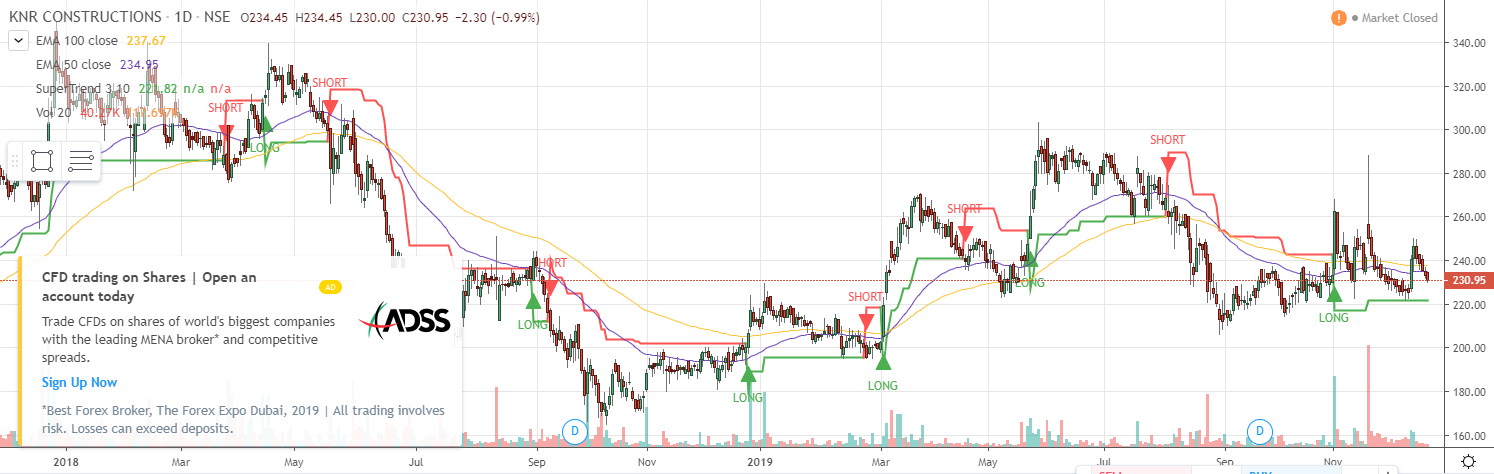 KNR CONSTRUCTIONS · 1D · NSE O234.45 H234.45 L230.00 C230.95 −2.30 (−0.99%)
! Market Closed
EMA 100 close 237.67
EMA 50 close 234.95
SuperTrend 3 10 221.82 n/a n/a
Vol 20 40.27K
340.00
320.00
300.00
280.00
260.00
240.00
230.95
220.00
200.00
180.00
160.00
SHORT
LONG
SHORT
LONG
SHORT
LONG
SHORT
LONG
SHORT
LONG
SHORT
LONG
CFD trading on Shares | Open an
account today
AD
Trade CFDs on shares of world's biggest companies
with the leading MENA broker* and competitive
spreads.
Sign Up Now
*Best Forex Broker, The Forex Expo Dubai, 2019 | All trading involves
risk. Losses can exceed deposits.
ADSS
D
D
2018 Mar May Jul Sep Nov 2019 Mar May Jul Sep Nov